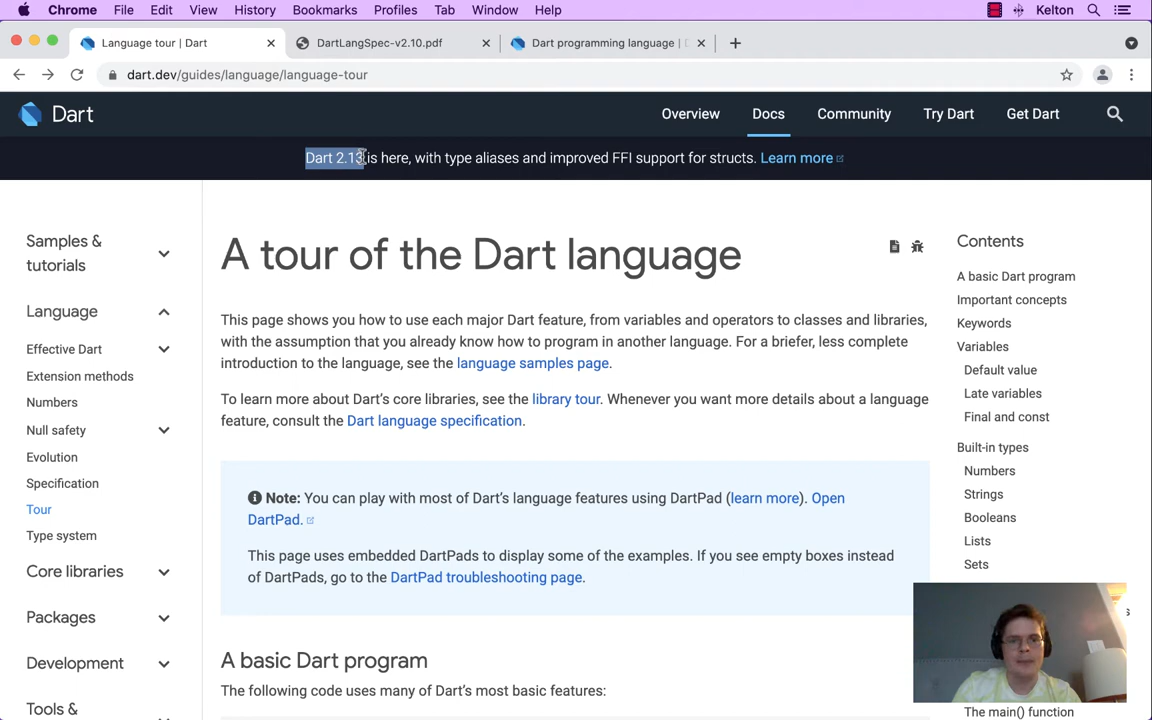 Chrome File Edit View History Bookmarks Profiles Tab Window Help Kelton
Language tour | Dart DartLangSpec-v2.10.pdf Dart programming language |
dart.dev/guides/language/language-tour
Dart Overview Docs Community Try Dart Get Dart
Dart 2.13 is here, with type aliases and improved FFI support for structs. Learn more
Samples &
tutorials
Language
Effective Dart
Extension methods
Numbers
Null safety
Evolution
Specification
Tour
Type system
Core libraries
Packages
Development
Tools &
A tour of the Dart language
This page shows you how to use each major Dart feature, from variables and operators to classes and libraries,
with the assumption that you already know how to program in another language. For a briefer, less complete
introduction to the language, see the language samples page.
To learn more about Dart's core libraries, see the library tour. Whenever you want more details about a language
feature, consult the Dart language specification.
Note: You can play with most of Dart's language features using DartPad (learn more). Open
DartPad.
This page uses embedded DartPads to display some of the examples. If you see empty boxes instead
of DartPads, go to the DartPad troubleshooting page.
A basic Dart program
The following code uses many of Dart's most basic features:
Contents
A basic Dart program
Important concepts
Keywords
Variables
Default value
Late variables
Final and const
Built-in types
Numbers
Strings
Booleans
Lists
Sets
The main() function